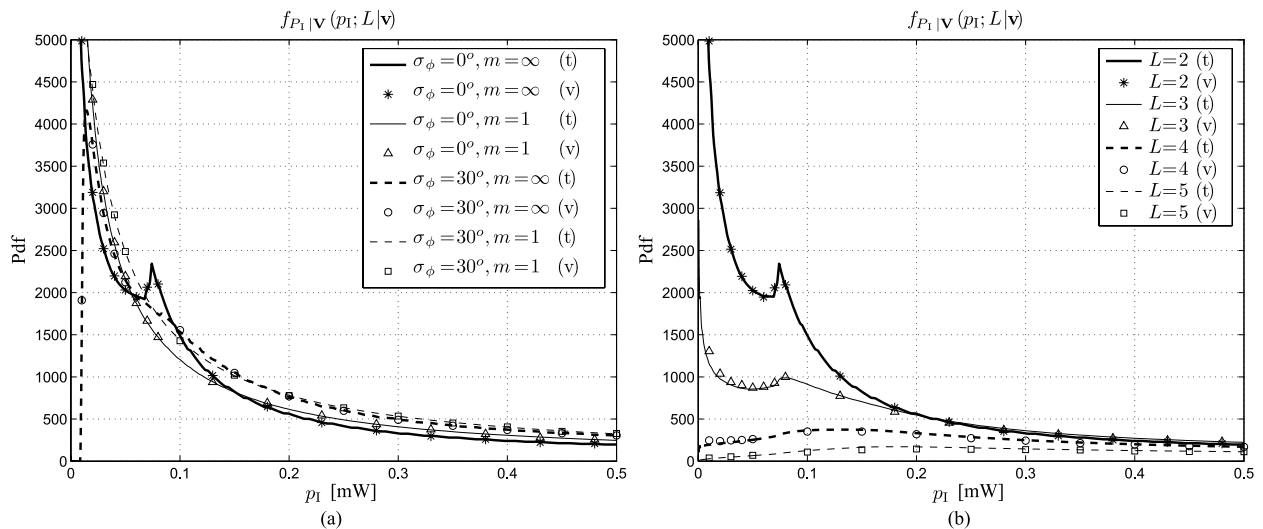 f_{P_I|V}(p_I; L|v)
5000
4500
4000
3500
3000
2500
2000
1500
1000
500
0
Pdf
0.1
0.2
0.3
0.4
0.5
p_I [mW]
σ_ϕ=0°, m=∞ (t)
σ_ϕ=0°, m=∞ (v)
σ_ϕ=0°, m=1 (t)
σ_ϕ=0°, m=1 (v)
σ_ϕ=30°, m=∞ (t)
σ_ϕ=30°, m=∞ (v)
σ_ϕ=30°, m=1 (t)
σ_ϕ=30°, m=1 (v)
(a)
f_{P_I|V}(p_I; L|v)
5000
4500
4000
3500
3000
2500
2000
1500
1000
500
0
Pdf
0
0.1
0.2
0.3
0.4
0.5
p_I [mW]
L=2 (t)
L=2 (v)
L=3 (t)
L=3 (v)
L=4 (t)
L=4 (v)
L=5 (t)
L=5 (v)
(b)